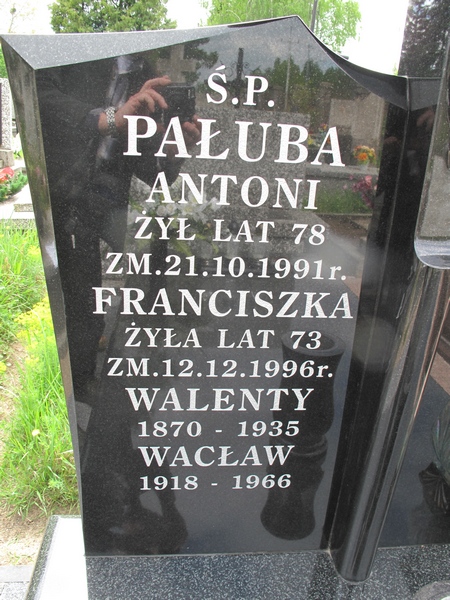 Ś.P.
PAŁUBA
ANTONI
ŻYŁ LAT 78
ZM.21.10.1991r.
FRANCISZKA
ŻYŁA LAT 73
ZM.12.12.1996r.
WALENTY
1870 - 1935
WACŁAW
1918 - 1966